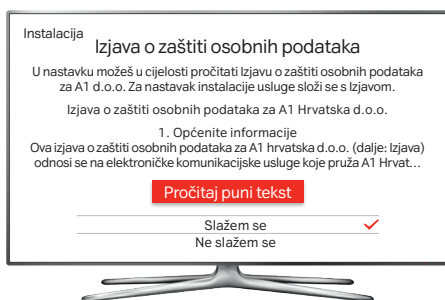 Instalacija
Izjava o zaštiti osobnih podataka
U nastavku možeš u cijelosti pročitati Izjavu o zaštiti osobnih podataka
za A1 d.o.o. Za nastavak instalacije usluge složi se s Izjavom.
Izjava o zaštiti osobnih podataka za A1 Hrvatska d.o.o.
1. Općenite informacije
Ova izjava o zaštiti osobnih podataka za A1 hrvatska d.o.o. (dalje: Izjava)
odnosi se na elektroničke komunikacijske usluge koje pruža A1 Hrvat...
Pročitaj puni tekst
Slažem se
Ne slažem se